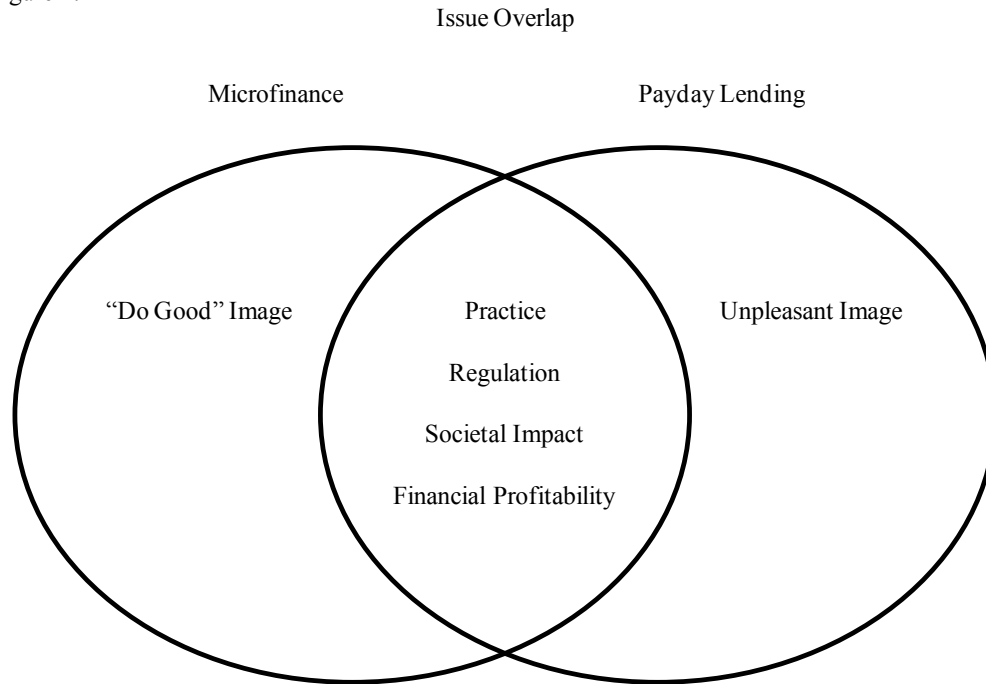 Issue Overlap
Microfinance
Payday Lending
“Do Good” Image
Practice
Unpleasant Image
Regulation
Societal Impact
Financial Profitability